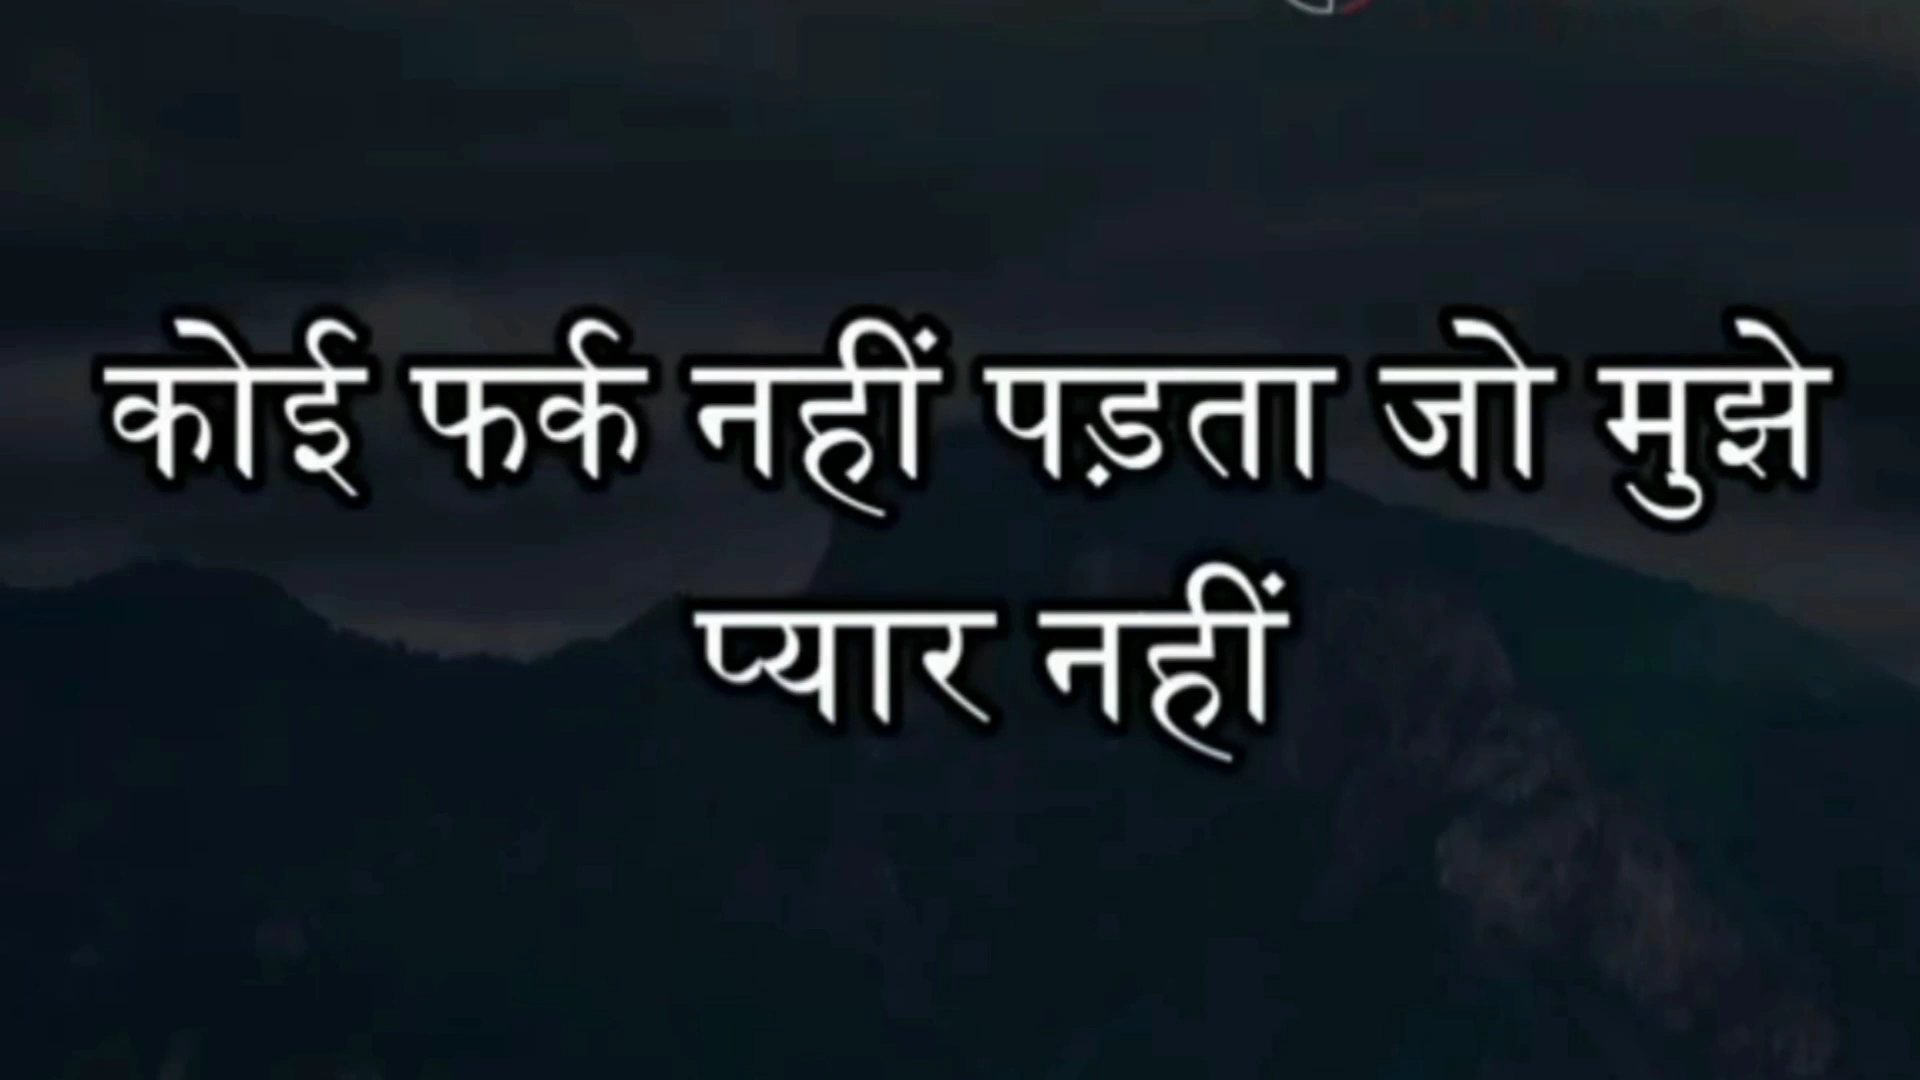 कोई फर्क नहीं पड़ता जो मुझे
प्यार नहीं